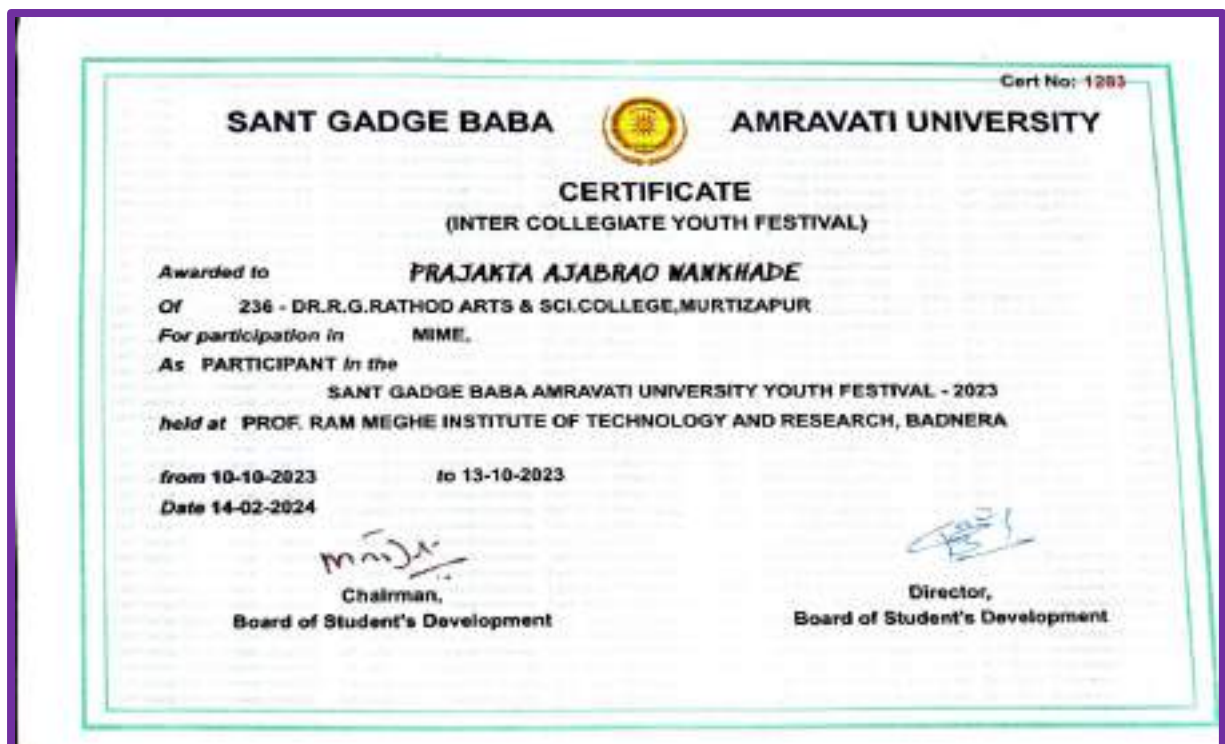 Cert No: 1283
SANT GADGE BABA AMRAVATI UNIVERSITY
CERTIFICATE
(INTER COLLEGIATE YOUTH FESTIVAL)
Awarded to PRAJAKTA AJABRAO WANKHADE
Of 236 - DR.R.G.RATHOD ARTS & SCI.COLLEGE,MURTIZAPUR
For participation in MIME,
As PARTICIPANT In the
SANT GADGE BABA AMRAVATI UNIVERSITY YOUTH FESTIVAL - 2023
held at PROF. RAM MEGHE INSTITUTE OF TECHNOLOGY AND RESEARCH, BADNERA
from 10-10-2023 to 13-10-2023
Date 14-02-2024
Chairman, Director,
Board of Student's Development Board of Student's Development